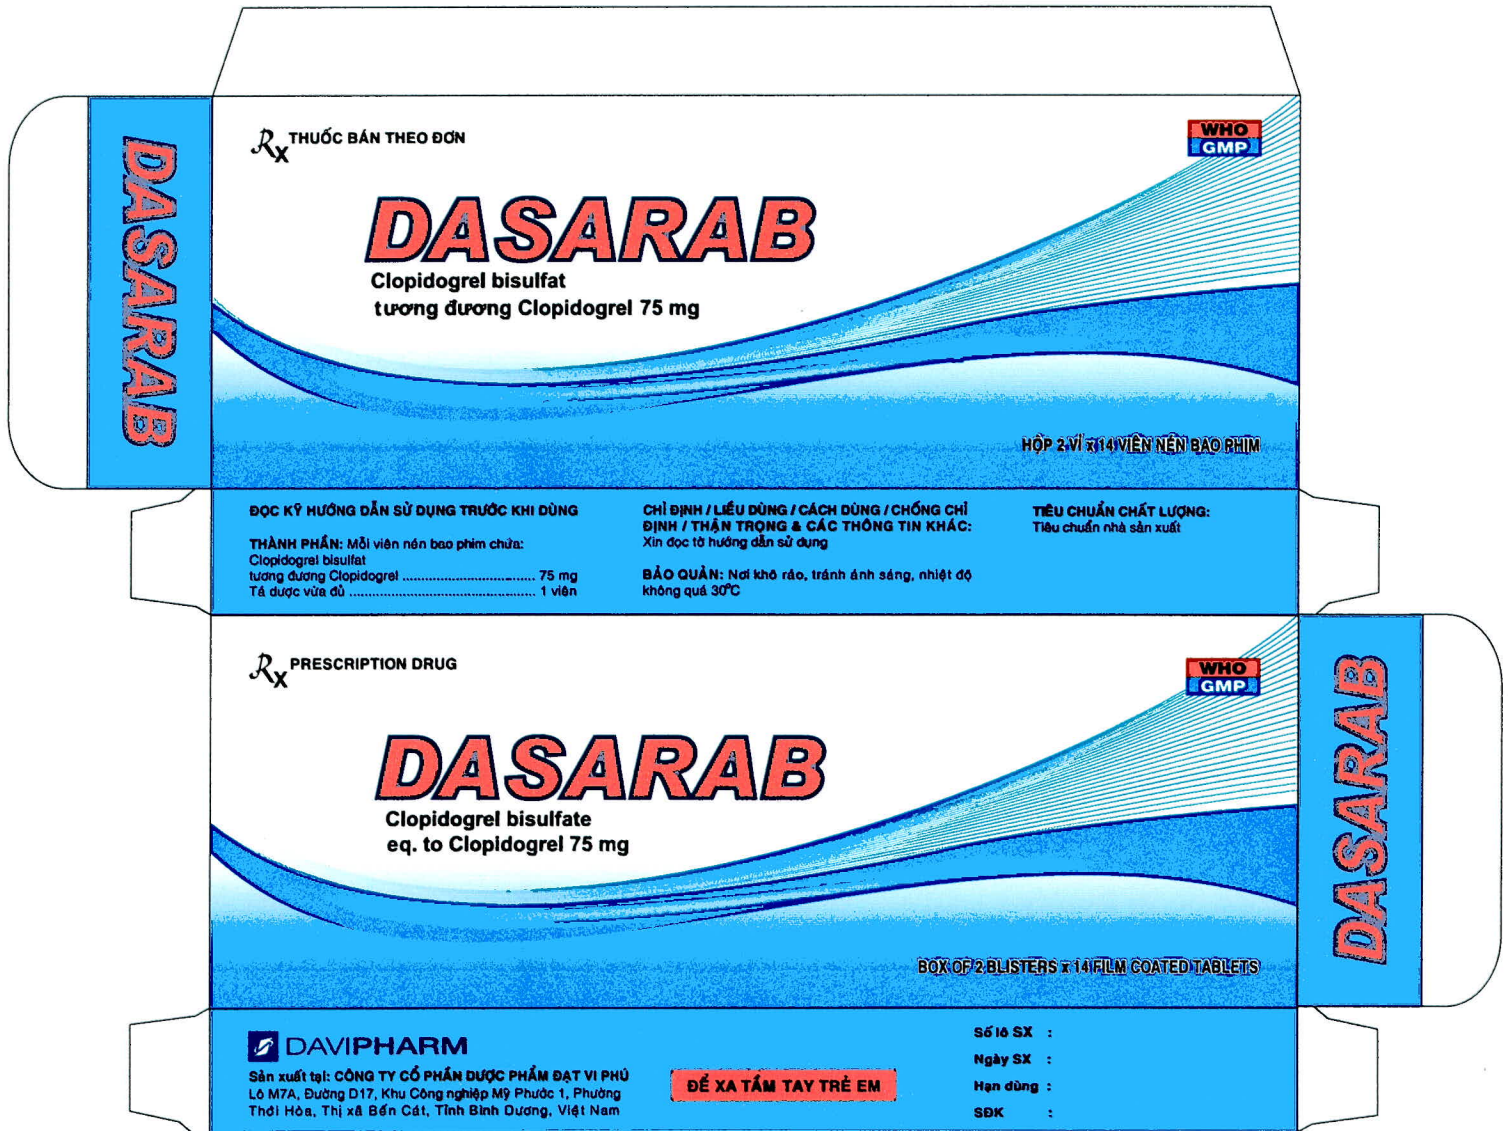 DASARAB
Rx THUỐC BÁN THEO ĐƠN
WHO
GMP
DASARAB
Clopidogrel bisulfat
tương đương Clopidogrel 75 mg
HỘP 2 VỈ x 14 VIÊN NÉN BAO PHIM
ĐỌC KỸ HƯỚNG DẪN SỬ DỤNG TRƯỚC KHI DÙNG
THÀNH PHẦN: Mỗi viên nén bao phim chứa:
Clopidogrel bisulfat
tương đương Clopidogrel .................................. 75 mg
Tá dược vừa đủ ................................................ 1 viên
CHỈ ĐỊNH / LIỀU DÙNG / CÁCH DÙNG / CHỐNG CHỈ
ĐỊNH / THẬN TRỌNG & CÁC THÔNG TIN KHÁC:
Xin đọc tờ hướng dẫn sử dụng
BẢO QUẢN: Nơi khô ráo, tránh ánh sáng, nhiệt độ
không quá 30°C
TIÊU CHUẨN CHẤT LƯỢNG:
Tiêu chuẩn nhà sản xuất
Rx PRESCRIPTION DRUG
WHO
GMP
DASARAB
Clopidogrel bisulfate
eq. to Clopidogrel 75 mg
BOX OF 2 BLISTERS x 14 FILM COATED TABLETS
DASARAB
DAVIPHARM
Sản xuất tại: CÔNG TY CỔ PHẦN DƯỢC PHẨM ĐẠT VI PHÚ
Lô M7A, Đường D17, Khu Công nghiệp Mỹ Phước 1, Phường
Thới Hòa, Thị xã Bến Cát, Tỉnh Bình Dương, Việt Nam
ĐỂ XA TẦM TAY TRẺ EM
Số lô SX :
Ngày SX :
Hạn dùng :
SĐK :